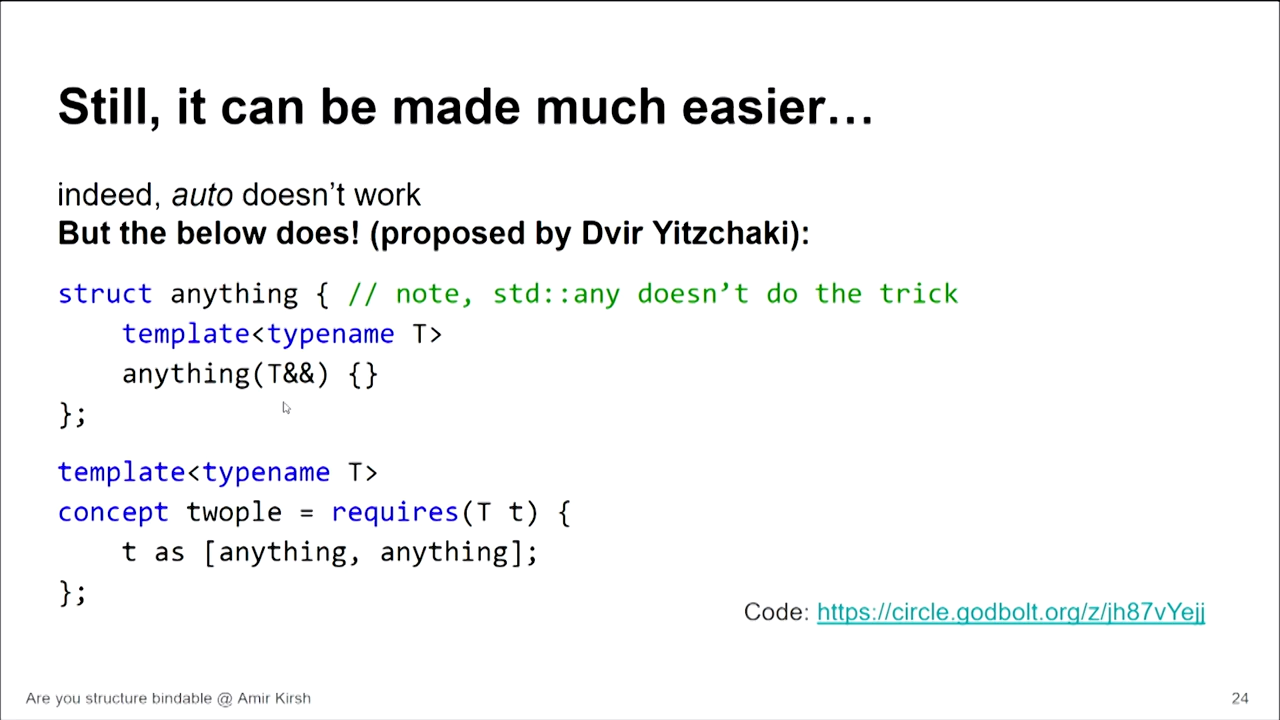 Still, it can be made much easier…
indeed, auto doesn’t work
But the below does! (proposed by Dvir Yitzchaki):
struct anything { // note, std::any doesn’t do the trick
template<typename T>
anything(T&&) {}
};
template<typename T>
concept twople = requires(T t) {
t as [anything, anything];
};
Code: https://circle.godbolt.org/z/jh87vYejj
Are you structure bindable @ Amir Kirsh
24